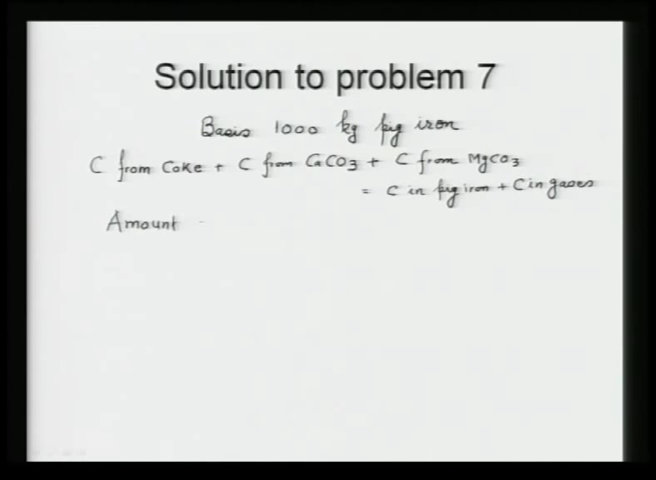 Solution to problem 7
Basis 1000 kg pig iron
C from Coke + C from CaCO3 + C from MgCO3
= C in pig iron + C in gases
Amount